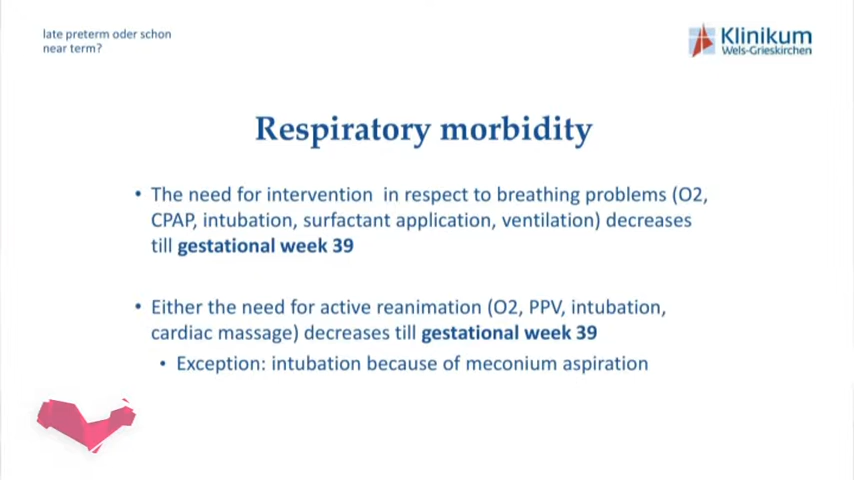 late preterm oder schon
near term?
Klinikum
Wels-Grieskirchen
Respiratory morbidity
• The need for intervention in respect to breathing problems (O2,
CPAP, intubation, surfactant application, ventilation) decreases
till gestational week 39
• Either the need for active reanimation (O2, PPV, intubation,
cardiac massage) decreases till gestational week 39
• Exception: intubation because of meconium aspiration